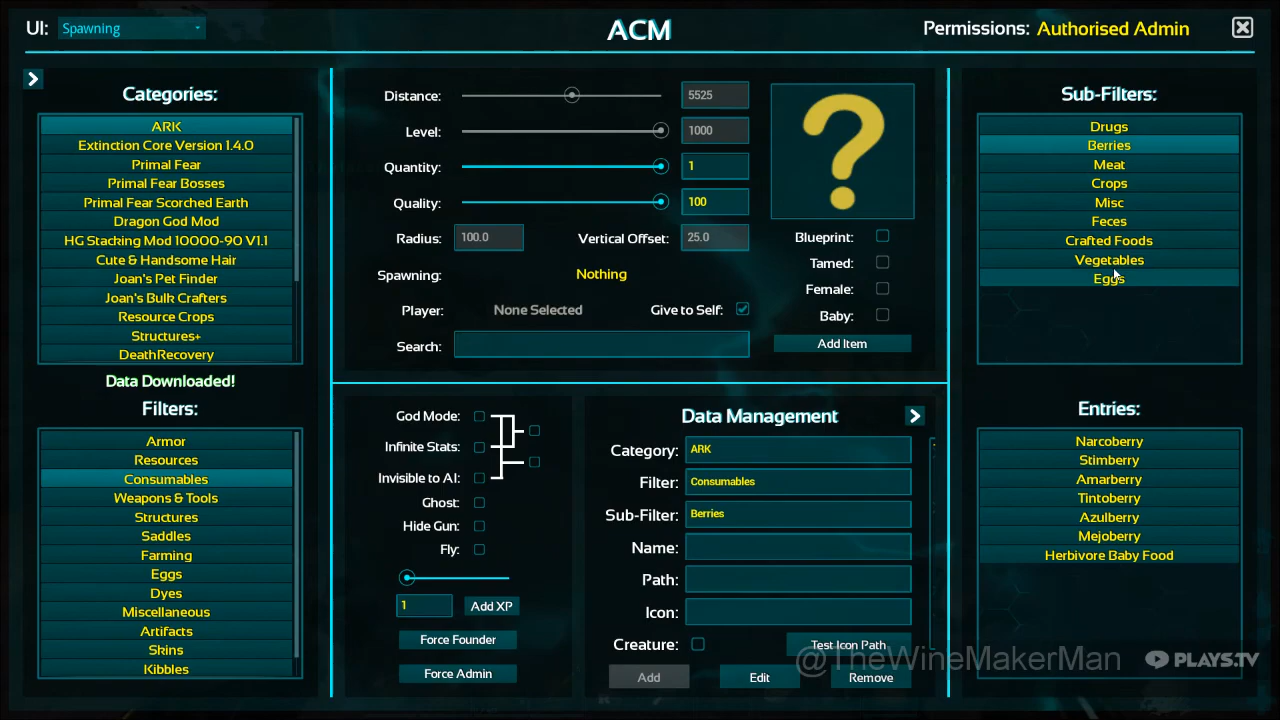 UI: Spawning
ACM
Permissions: Authorised Admin
Categories:
ARK
Extinction Core Version 1.4.0
Primal Fear
Primal Fear Bosses
Primal Fear Scorched Earth
Dragon God Mod
HG Stacking Mod 10000-90 V1.1
Cute & Handsome Hair
Joan's Pet Finder
Joan's Bulk Crafters
Resource Crops
Structures+
DeathRecovery
Data Downloaded!
Filters:
Armor
Resources
Consumables
Weapons & Tools
Structures
Saddles
Farming
Eggs
Dyes
Miscellaneous
Artifacts
Skins
Kibbles
Distance: 5525
Level: 1000
Quantity: 1
Quality: 100
Radius: 100.0 Vertical Offset: 25.0
Spawning: Nothing
Player: None Selected Give to Self:
Search:
?
Blueprint:
Tamed:
Female:
Baby:
Add Item
God Mode:
Infinite Stats:
Invisible to AI:
Ghost:
Hide Gun:
Fly:
1 Add XP
Force Founder
Force Admin
Data Management
Category: ARK
Filter: Consumables
Sub-Filter: Berries
Name:
Path:
Icon:
Creature: Test Icon Path
Add Edit Remove
Sub-Filters:
Drugs
Berries
Meat
Crops
Misc
Feces
Crafted Foods
Vegetables
Eggs
Entries:
Narcoberry
Stimberry
Amarberry
Tintoberry
Azulberry
Mejoberry
Herbivore Baby Food
@TheWineMakerMan PLAYS.TV